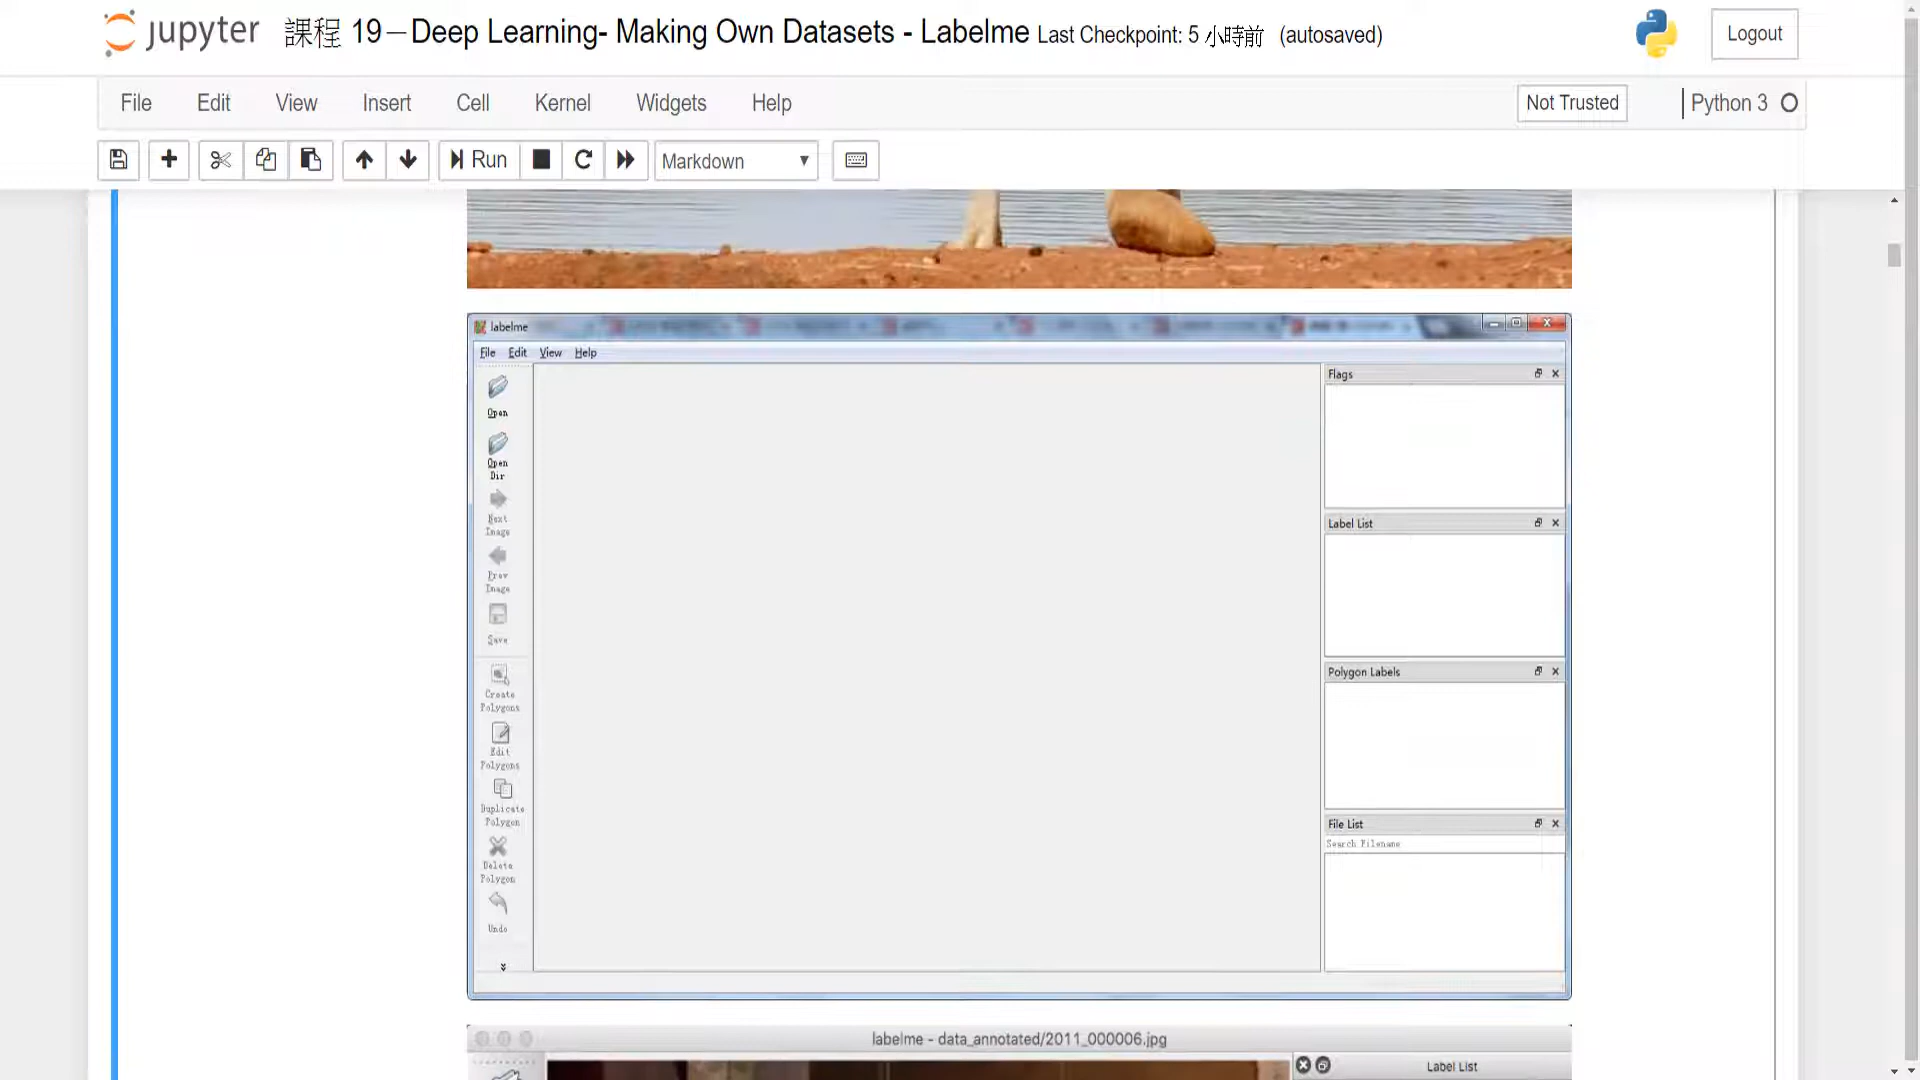 jupyter 課程 19－Deep Learning- Making Own Datasets - Labelme Last Checkpoint: 5 小時前 (autosaved)
Logout
File Edit View Insert Cell Kernel Widgets Help
Not Trusted
Python 3
Run
Markdown
labelme
File Edit View Help
Open
Open
Dir
Next
Image
Prev
Image
Save
Create
Polygons
Edit
Polygons
Duplicate
Polygon
Delete
Polygon
Undo
Flags
Label List
Polygon Labels
File List
Search Filename
labelme - data_annotated/2011_000006.jpg
Label List